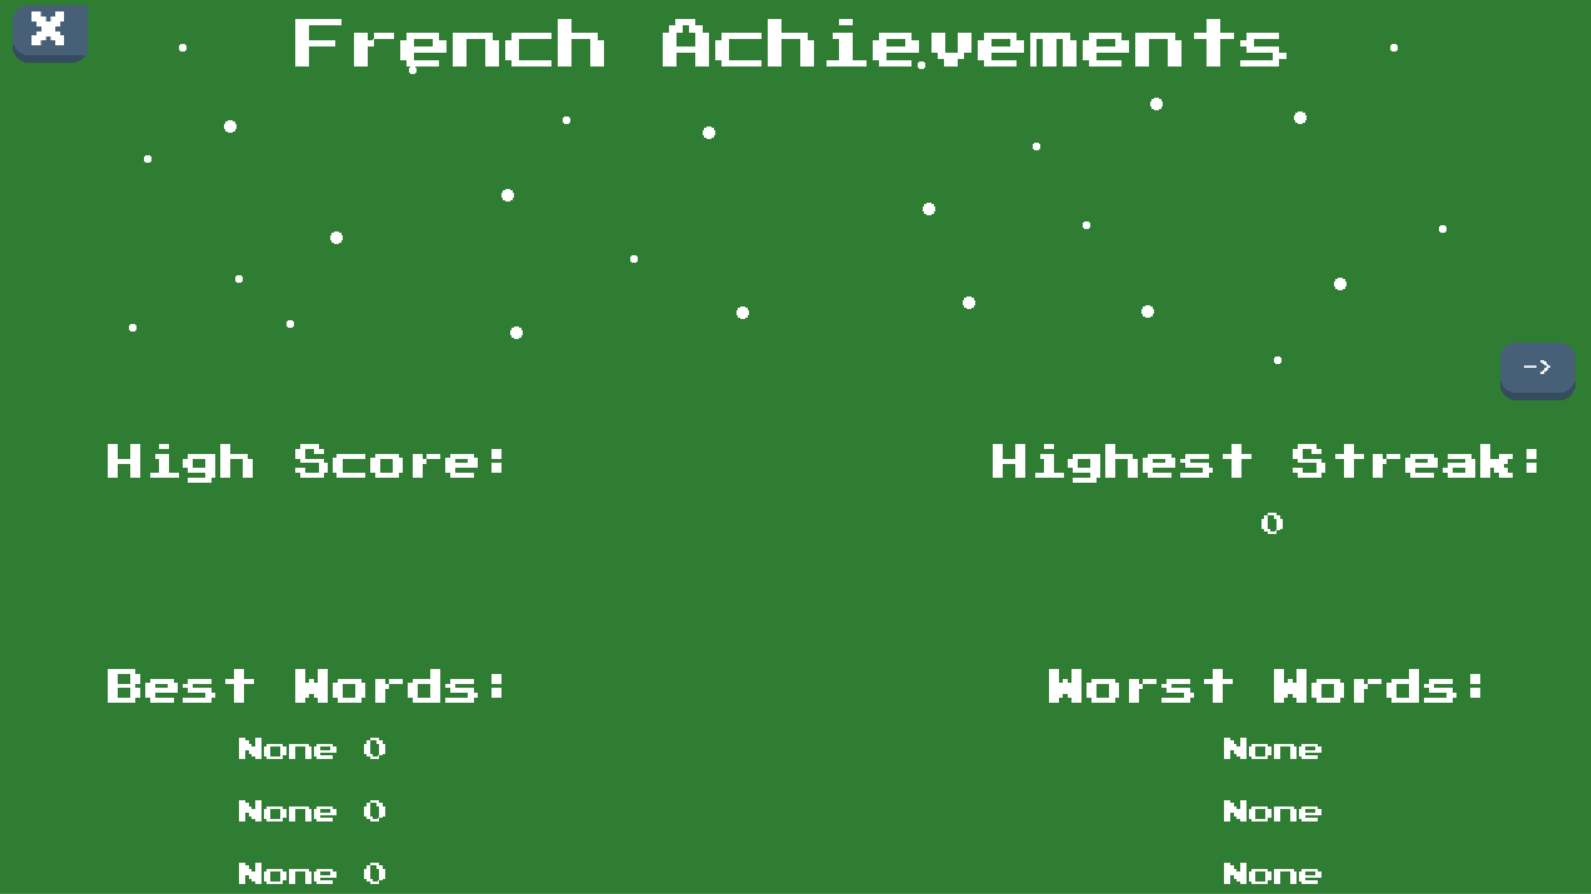 X
French Achievements
->
High Score:
Highest Streak:
0
Best Words:
Worst Words:
None 0
None
None 0
None
None 0
None